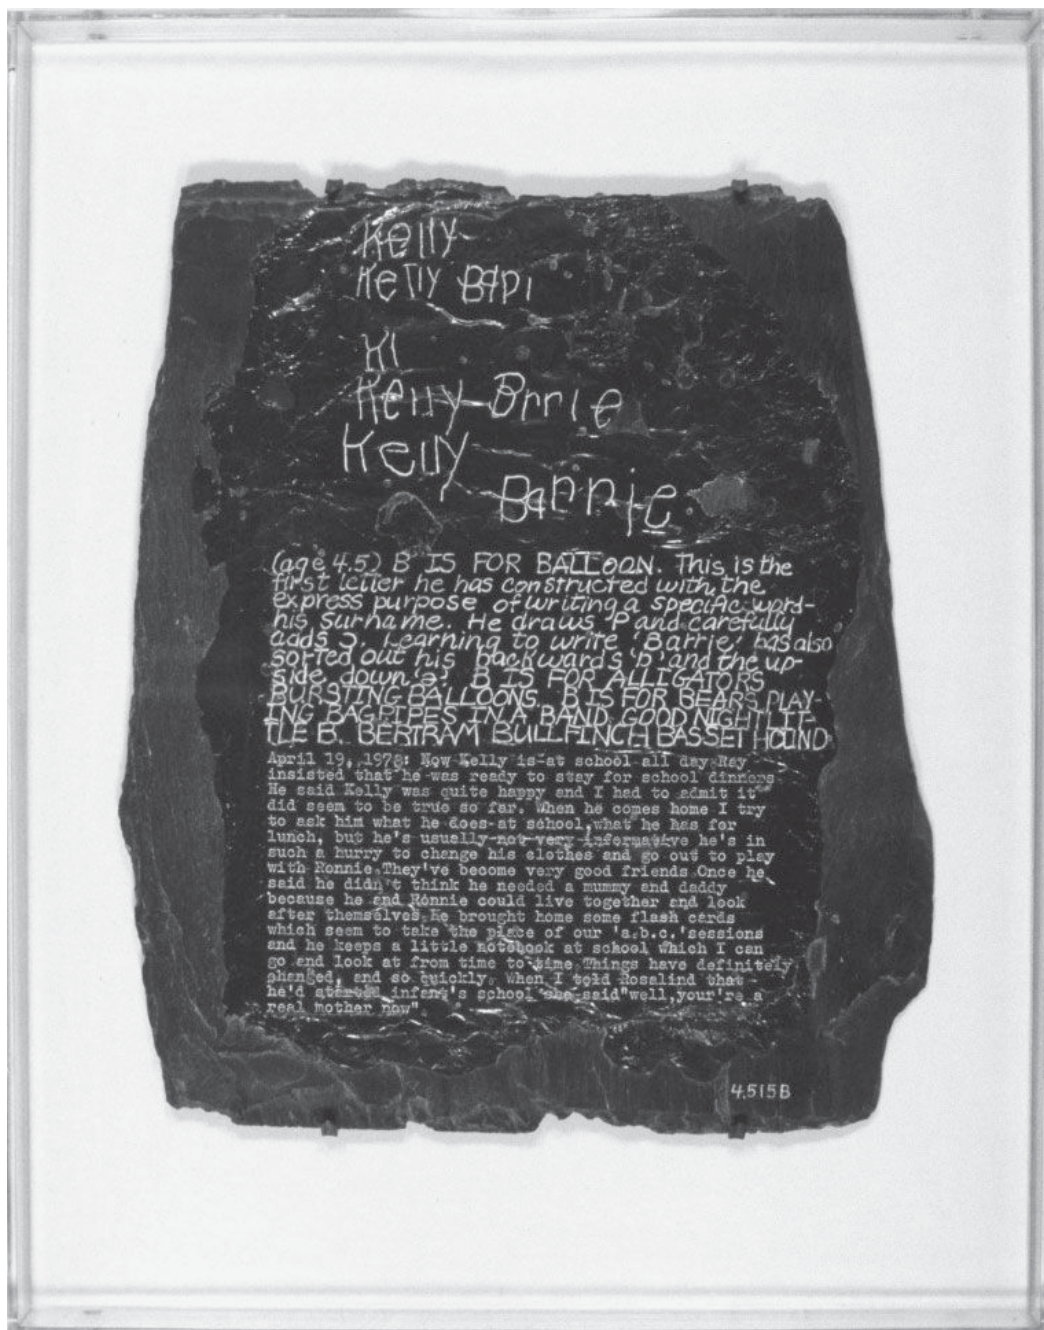 Kelly
Kelly BAPI
KI
Kelly Brrie
Kelly
Barrie
(age 4.5) B IS FOR BALLOON. This is the
first letter he has constructed with, the
express purpose of writing a specific word-
his surname. He draws 'P' and carefully
adds Ɔ. Learning to write 'Barrie' has also
sorted out his backwards 'b' and the up-
side down 'e'. B IS FOR ALLIGATORS
BURSTING BALLOONS. B IS FOR BEARS PLAY-
ING BAGPIPES IN A BAND. GOOD NIGHT LIT-
TLE B. BERTRAM BULLFINCH BASSET HOUND
April 19, 1978: Now Kelly is at school all day Ray
insisted that he was ready to stay for school dinners
He said Kelly was quite happy and I had to admit it
did seem to be true so far. When he comes home I try
to ask him what he does at school, what he has for
lunch, but he's usually not very informative he's in
such a hurry to change his clothes and go out to play
with Ronnie. They've become very good friends Once he
said he didn't think he needed a mummy and daddy
because he and Ronnie could live together and look
after themselves. He brought home some flash cards
which seem to take the place of our 'a.b.c.'sessions
and he keeps a little notebook at school which I can
go and look at from time to time Things have definitely
changed, and so quickly. When I told Rosalind that
he'd started infant's school she said"well,your're a
real mother now"
4.515B